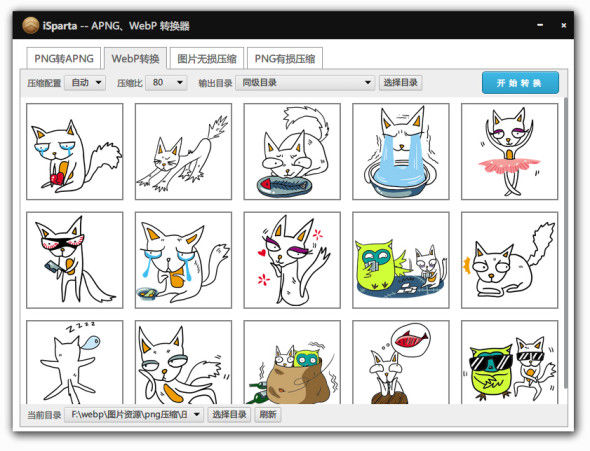 iSparta -- APNG、WebP 转换器
PNG转APNG WebP转换 图片无损压缩 PNG有损压缩
压缩配置 自动 压缩比 80 输出目录 同级目录 选择目录 开始转换
z z z z
当前目录 F:\webp\图片资源\png压缩\日 选择目录 刷新